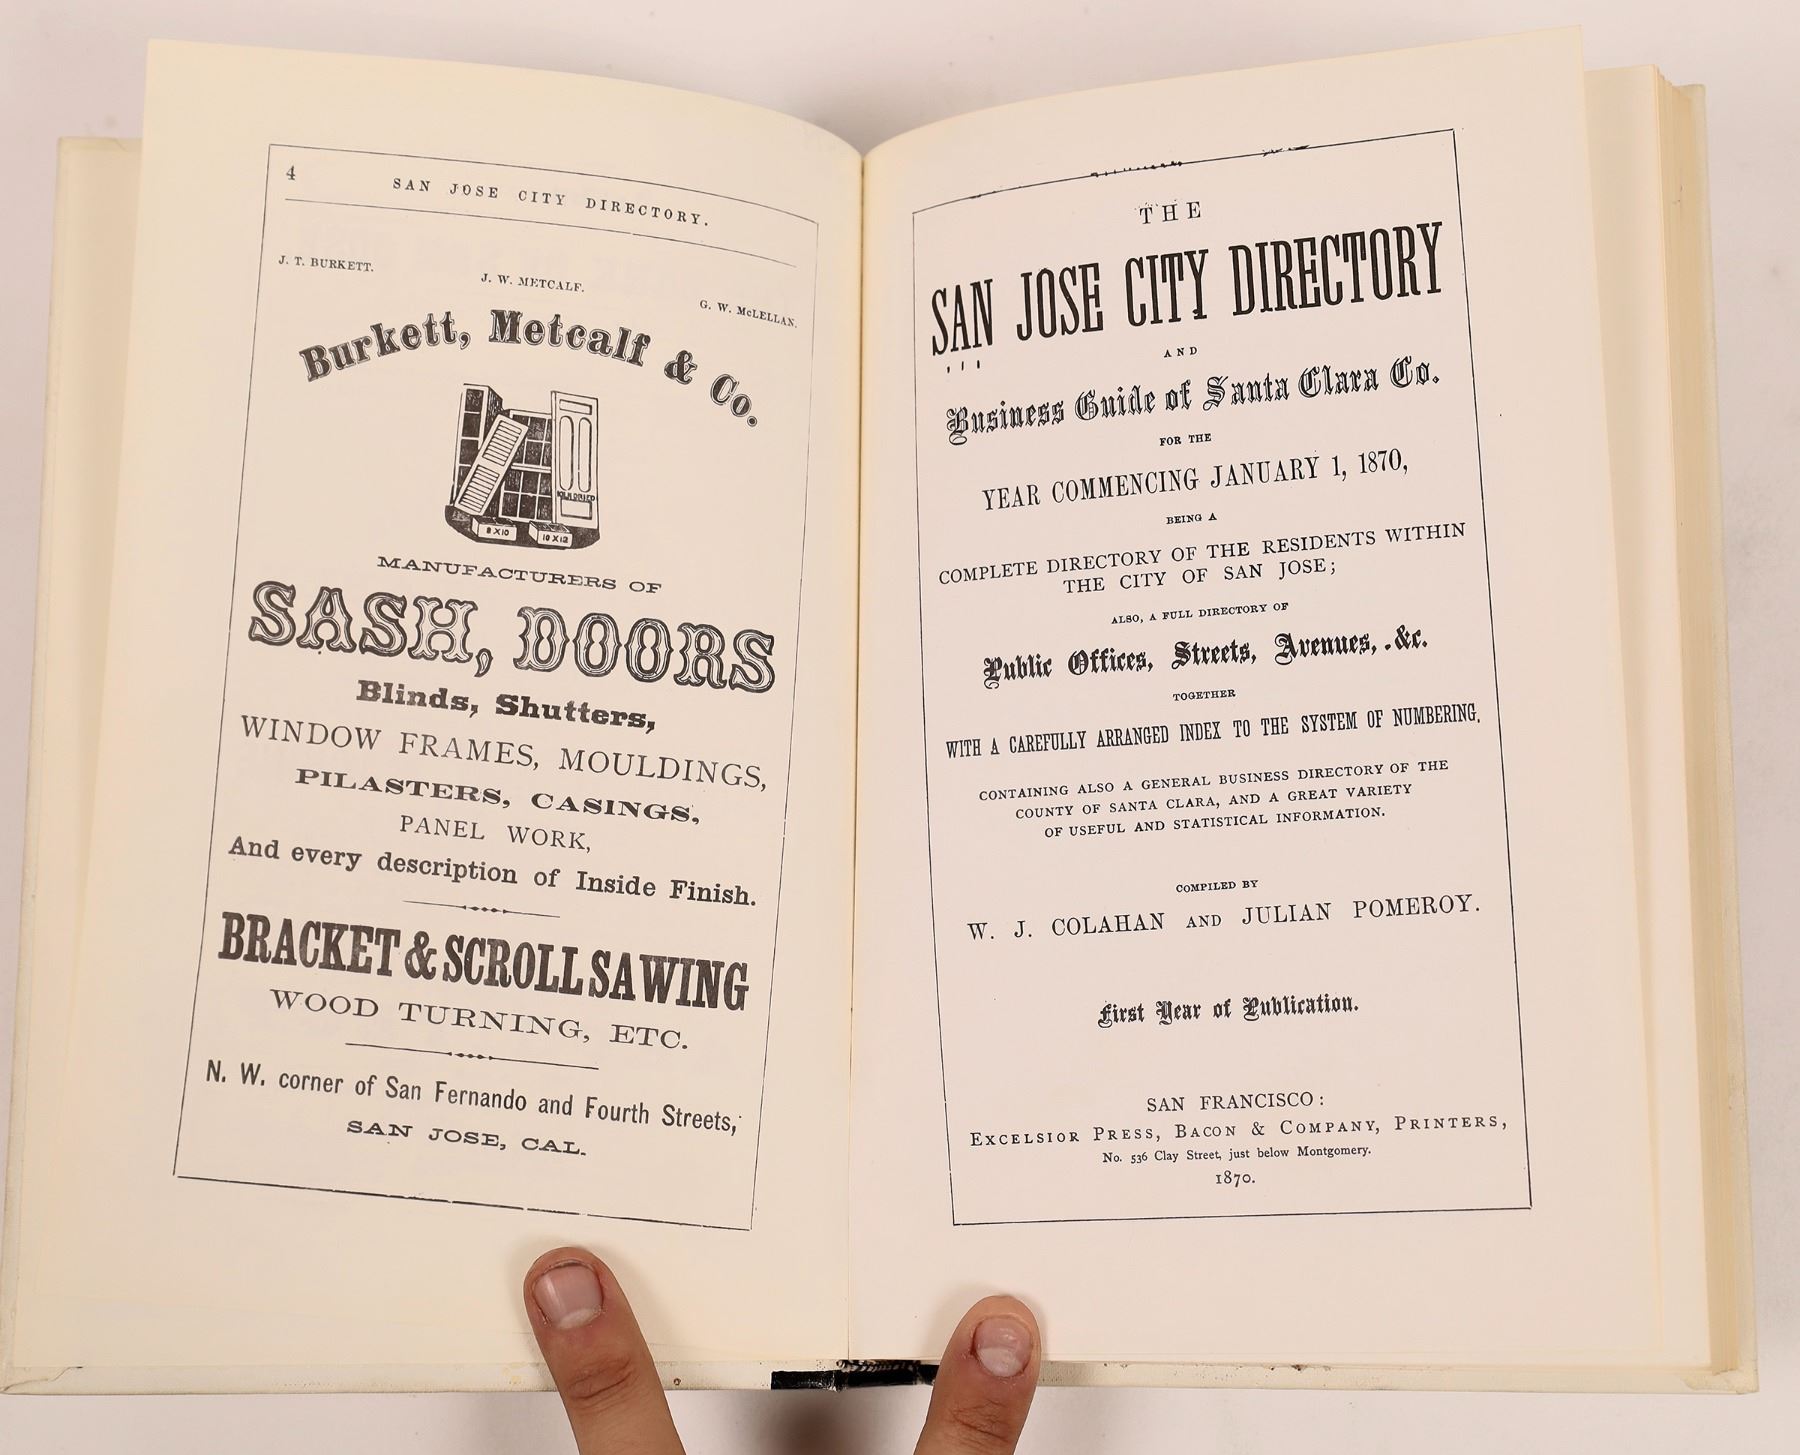 4
SAN JOSE CITY DIRECTORY.
J. T. BURKETT.
J. W. METCALF.
G. W. McLELLAN.
Burkett, Metcalf & Co.
KILN DRIED
8 X 10
10 X 12
MANUFACTURERS OF
SASH, DOORS
Blinds, Shutters,
WINDOW FRAMES, MOULDINGS,
PILASTERS, CASINGS,
PANEL WORK,
And every description of Inside Finish.
BRACKET & SCROLL SAWING
WOOD TURNING, ETC.
N. W. corner of San Fernando and Fourth Streets,
SAN JOSE, CAL.
THE
SAN JOSE CITY DIRECTORY
AND
Business Guide of Santa Clara Co.
FOR THE
YEAR COMMENCING JANUARY 1, 1870,
BEING A
COMPLETE DIRECTORY OF THE RESIDENTS WITHIN
THE CITY OF SAN JOSE;
ALSO, A FULL DIRECTORY OF
Public Offices, Streets, Avenues, &c.
TOGETHER
WITH A CAREFULLY ARRANGED INDEX TO THE SYSTEM OF NUMBERING,
CONTAINING ALSO A GENERAL BUSINESS DIRECTORY OF THE
COUNTY OF SANTA CLARA, AND A GREAT VARIETY
OF USEFUL AND STATISTICAL INFORMATION.
COMPILED BY
W. J. COLAHAN AND JULIAN POMEROY.
First Year of Publication.
SAN FRANCISCO:
EXCELSIOR PRESS, BACON & COMPANY, PRINTERS,
No. 536 Clay Street, just below Montgomery.
1870.